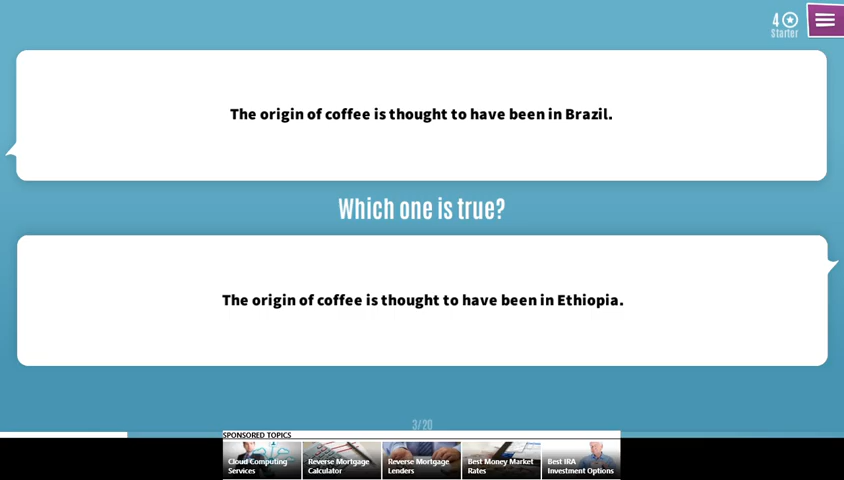 4
Starter
The origin of coffee is thought to have been in Brazil.
Which one is true?
The origin of coffee is thought to have been in Ethiopia.
3/20
SPONSORED TOPICS
Cloud Computing Services
Reverse Mortgage Calculator
Reverse Mortgage Lenders
Best Money Market Rates
Best IRA Investment Options